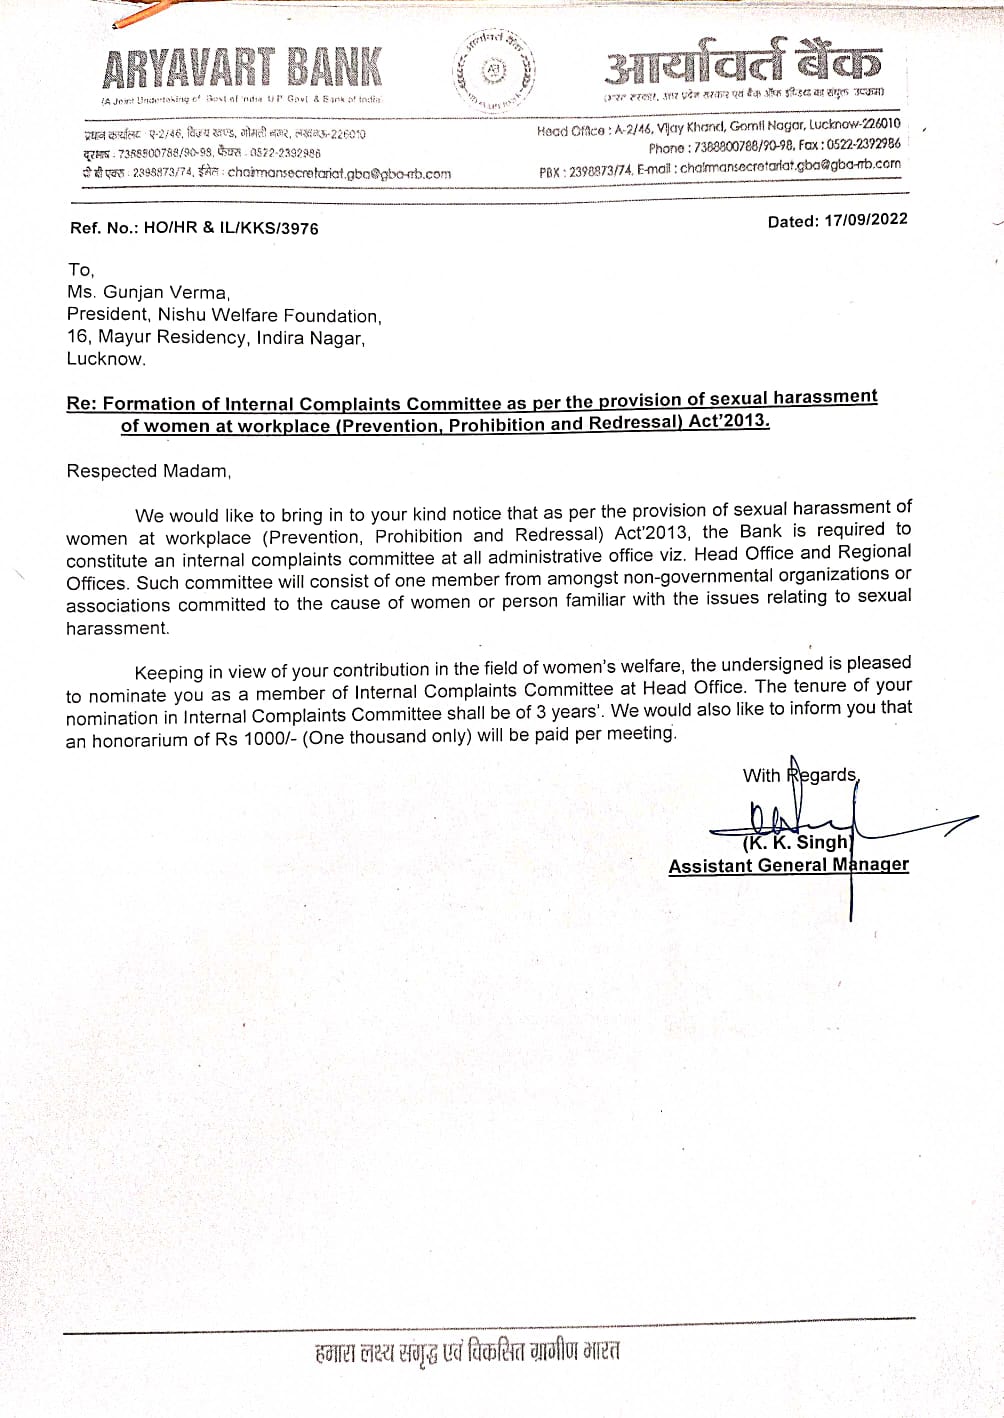 ARYAVART BANK
(A Joint Undertaking of Govt of India U.P. Govt. & Bank of India
आर्यावर्त बैंक
(भारत सरकार, उत्तर प्रदेश सरकार एवं बैंक ऑफ इंडिया का संयुक्त उपक्रम)
प्रधान कार्यालय : ए-2/46, विजय खण्ड, गोमती नगर, लखनऊ-226010
दूरभाष : 7388800788/90-98, फैक्स : 0522-2392986
पी बी एक्स : 2398873/74, ईमेल : chairmansecretariat.gba@gba-rrb.com
Head Office : A-2/46, Vijay Khand, Gomti Nagar, Lucknow-226010
Phone : 7388800788/90-98, Fax : 0522-2392986
PBX : 2398873/74, E-mail : chairmansecretariat.gba@gba-rrb.com
Ref. No.: HO/HR & IL/KKS/3976
Dated: 17/09/2022
To,
Ms. Gunjan Verma,
President, Nishu Welfare Foundation,
16, Mayur Residency, Indira Nagar,
Lucknow.
Re: Formation of Internal Complaints Committee as per the provision of sexual harassment
of women at workplace (Prevention, Prohibition and Redressal) Act'2013.
Respected Madam,
We would like to bring in to your kind notice that as per the provision of sexual harassment of
women at workplace (Prevention, Prohibition and Redressal) Act'2013, the Bank is required to
constitute an internal complaints committee at all administrative office viz. Head Office and Regional
Offices. Such committee will consist of one member from amongst non-governmental organizations or
associations committed to the cause of women or person familiar with the issues relating to sexual
harassment.
Keeping in view of your contribution in the field of women's welfare, the undersigned is pleased
to nominate you as a member of Internal Complaints Committee at Head Office. The tenure of your
nomination in Internal Complaints Committee shall be of 3 years'. We would also like to inform you that
an honorarium of Rs 1000/- (One thousand only) will be paid per meeting.
With Regards,
(K. K. Singh)
Assistant General Manager
हमारा लक्ष्य समृद्ध एवं विकसित ग्रामीण भारत